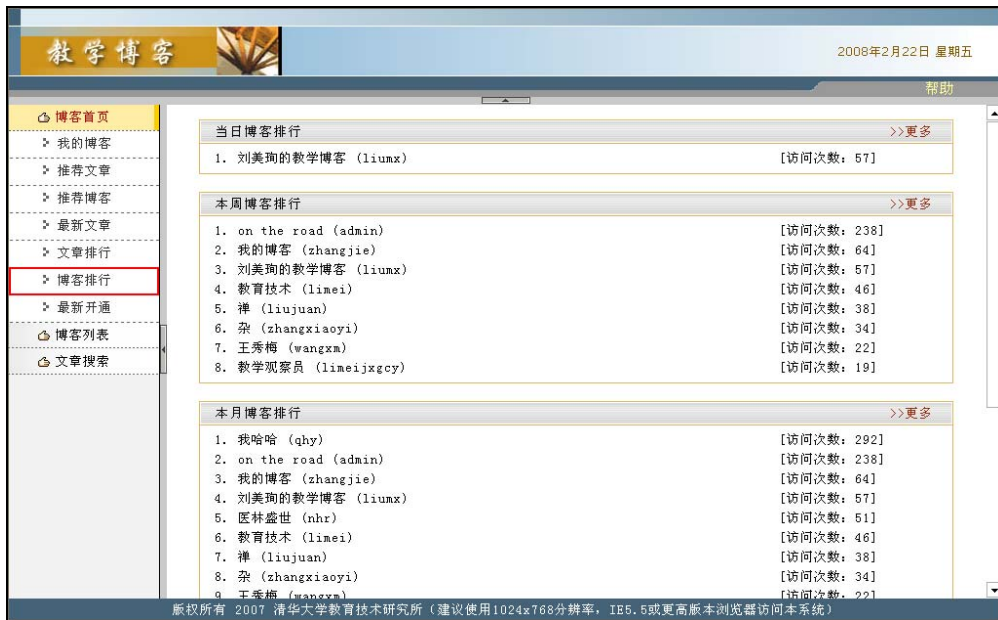 教学博客
2008年2月22日 星期五
帮助
博客首页
我的博客
推荐文章
推荐博客
最新文章
文章排行
博客排行
最新开通
博客列表
文章搜索
当日博客排行 >>更多
1. 刘美珣的教学博客 (liumx) [访问次数: 57]
本周博客排行 >>更多
1. on the road (admin) [访问次数: 238]
2. 我的博客 (zhangjie) [访问次数: 64]
3. 刘美珣的教学博客 (liumx) [访问次数: 57]
4. 教育技术 (limei) [访问次数: 46]
5. 禅 (liujuan) [访问次数: 38]
6. 杂 (zhangxiaoyi) [访问次数: 34]
7. 王秀梅 (wangxm) [访问次数: 22]
8. 教学观察员 (limeijxgcy) [访问次数: 19]
本月博客排行 >>更多
1. 我哈哈 (qhy) [访问次数: 292]
2. on the road (admin) [访问次数: 238]
3. 我的博客 (zhangjie) [访问次数: 64]
4. 刘美珣的教学博客 (liumx) [访问次数: 57]
5. 医林盛世 (nhr) [访问次数: 51]
6. 教育技术 (limei) [访问次数: 46]
7. 禅 (liujuan) [访问次数: 38]
8. 杂 (zhangxiaoyi) [访问次数: 34]
9. 王秀梅 (wangxm) [访问次数: 22]
版权所有 2007 清华大学教育技术研究所(建议使用1024x768分辨率, IE5.5或更高版本浏览器访问本系统)